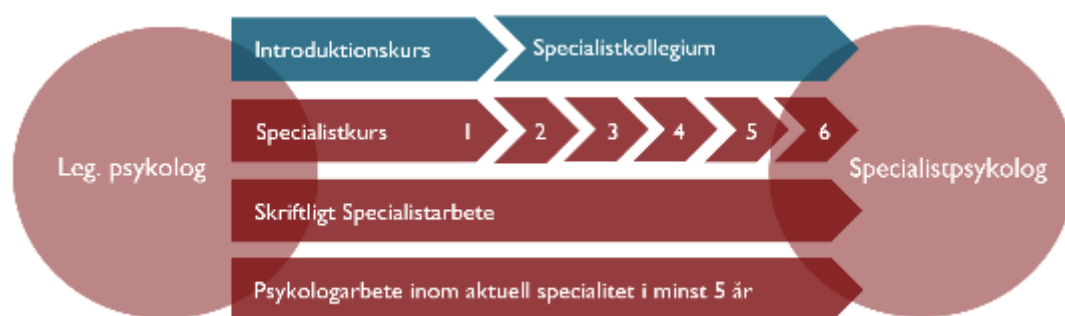 Leg. psykolog
Introduktionskurs
Specialistkollegium
Specialistkurs 1 2 3 4 5 6
Skriftligt Specialistarbete
Psykologarbete inom aktuell specialitet i minst 5 år
Specialistpsykolog